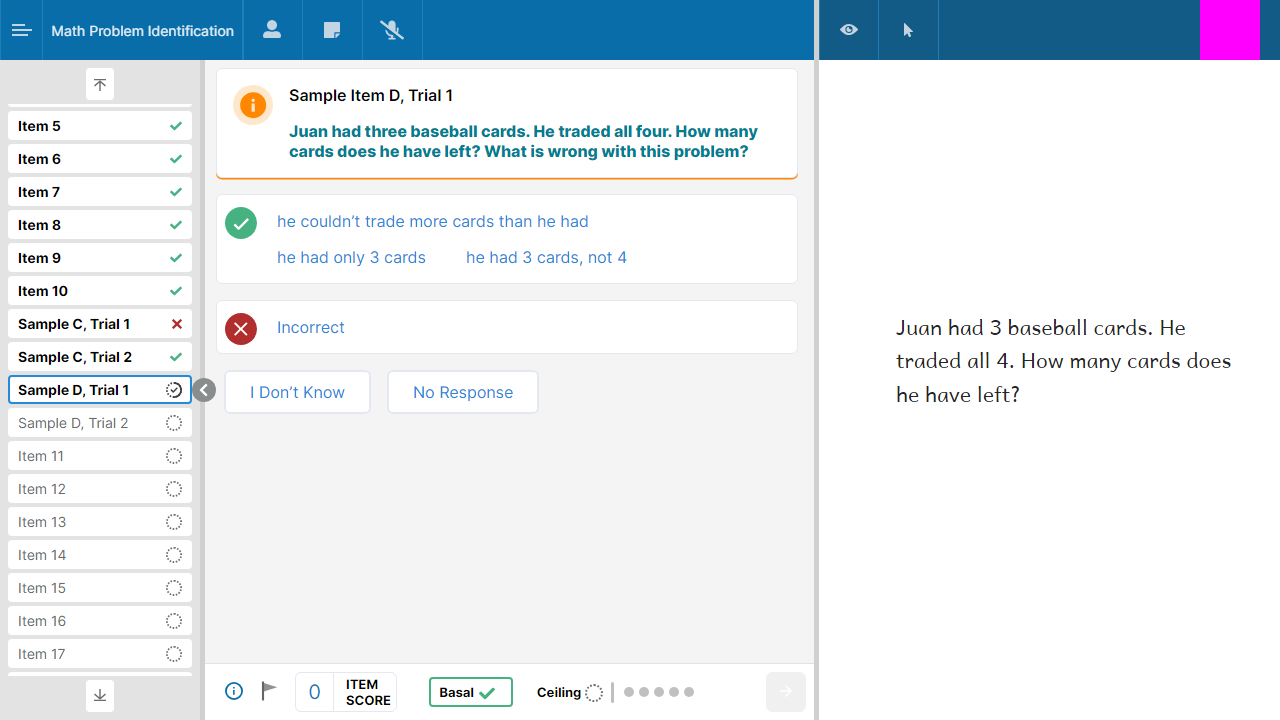 Math Problem Identification
Item 5
Item 6
Item 7
Item 8
Item 9
Item 10
Sample C, Trial 1
Sample C, Trial 2
Sample D, Trial 1
Sample D, Trial 2
Item 11
Item 12
Item 13
Item 14
Item 15
Item 16
Item 17
Sample Item D, Trial 1
Juan had three baseball cards. He traded all four. How many
cards does he have left? What is wrong with this problem?
he couldn’t trade more cards than he had
he had only 3 cards he had 3 cards, not 4
Incorrect
I Don’t Know No Response
0 ITEM SCORE Basal Ceiling
Juan had 3 baseball cards. He
traded all 4. How many cards does
he have left?